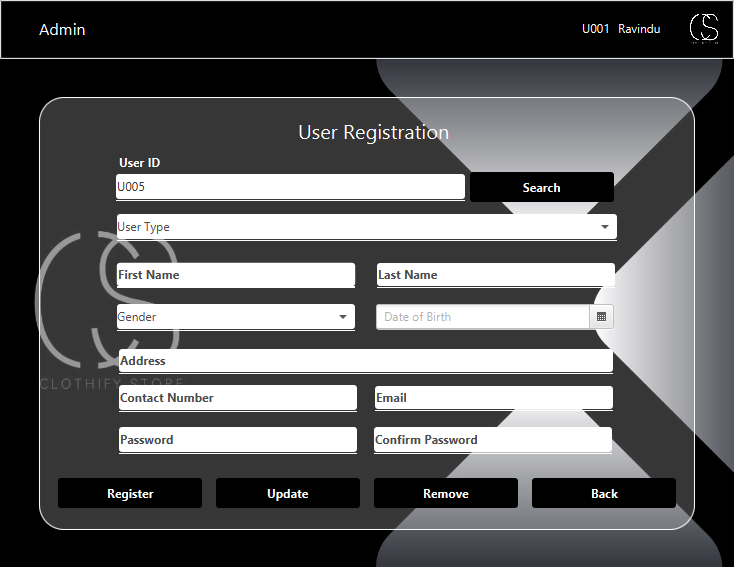 Admin
U001 Ravindu
CS
User Registration
User ID
U005
Search
User Type
First Name
Last Name
Gender
Date of Birth
Address
CLOTHIFY STORE
Contact Number
Email
Password
Confirm Password
Register
Update
Remove
Back